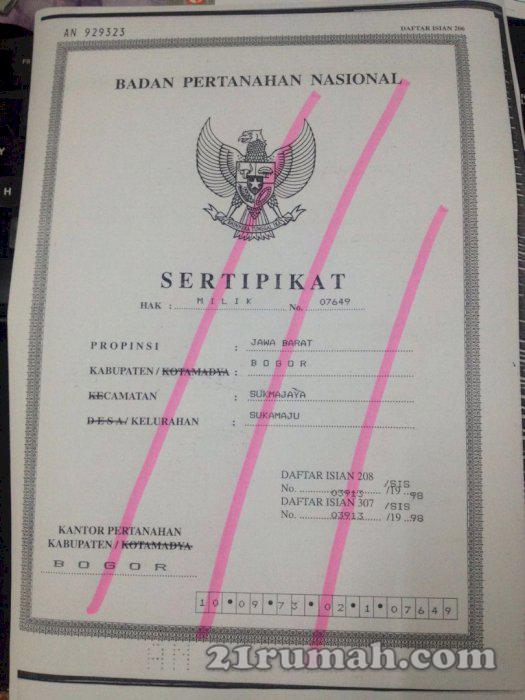 AN 929323
DAFTAR ISIAN 206
BADAN PERTANAHAN NASIONAL
SERTIPIKAT
HAK : MILIK No. 07649
PROPINSI : JAWA BARAT
KABUPATEN / KOTAMADYA : BOGOR
KECAMATAN : SUKMAJAYA
DESA / KELURAHAN : SUKAMAJU
DAFTAR ISIAN 208
No. 03913 /SIS /19 98
DAFTAR ISIAN 307
No. 03913 /SIS /19 98
KANTOR PERTANAHAN
KABUPATEN / KOTAMADYA
BOGOR
10 • 09 • 73 • 02 • 1 • 07649
21rumah.com